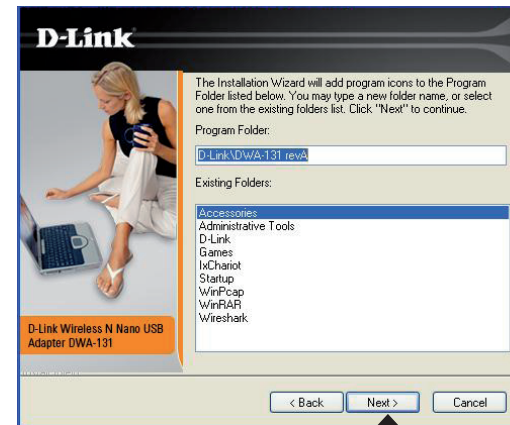 D-Link
The Installation Wizard will add program icons to the Program
Folder listed below. You may type a new folder name, or select
one from the existing folders list. Click "Next" to continue.
Program Folder:
D-Link\DWA-131 revA
Existing Folders:
Accessories
Administrative Tools
D-Link
Games
IxChariot
Startup
WinPcap
WinRAR
Wireshark
D-Link Wireless N Nano USB
Adapter DWA-131
< Back
Next >
Cancel